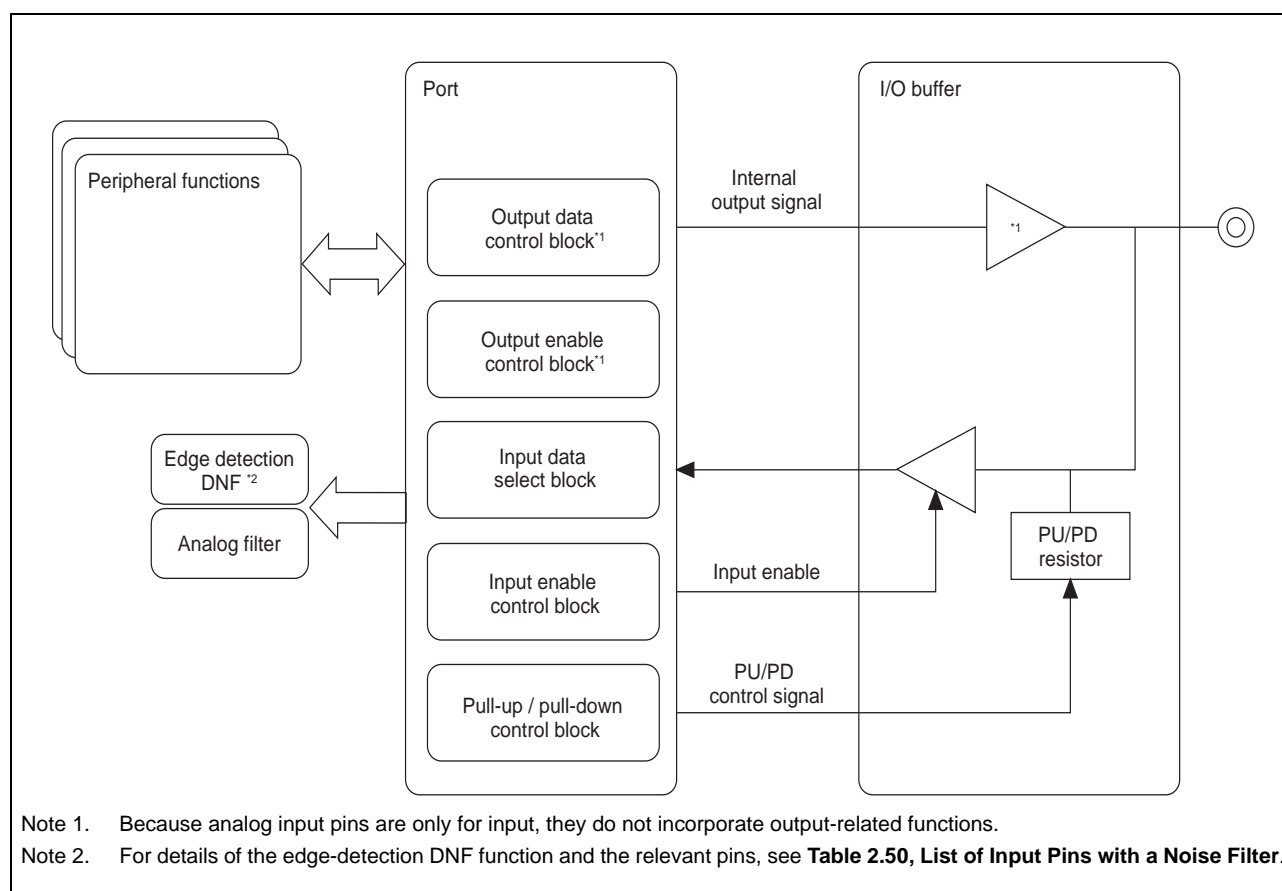 Port
I/O buffer
Peripheral functions
Output data
control block*1
Internal
output signal
*1
Output enable
control block*1
Edge detection
DNF *2
Analog filter
Input data
select block
PU/PD
resistor
Input enable
control block
Input enable
Pull-up / pull-down
control block
PU/PD
control signal
Note 1. Because analog input pins are only for input, they do not incorporate output-related functions.
Note 2. For details of the edge-detection DNF function and the relevant pins, see Table 2.50, List of Input Pins with a Noise Filter.